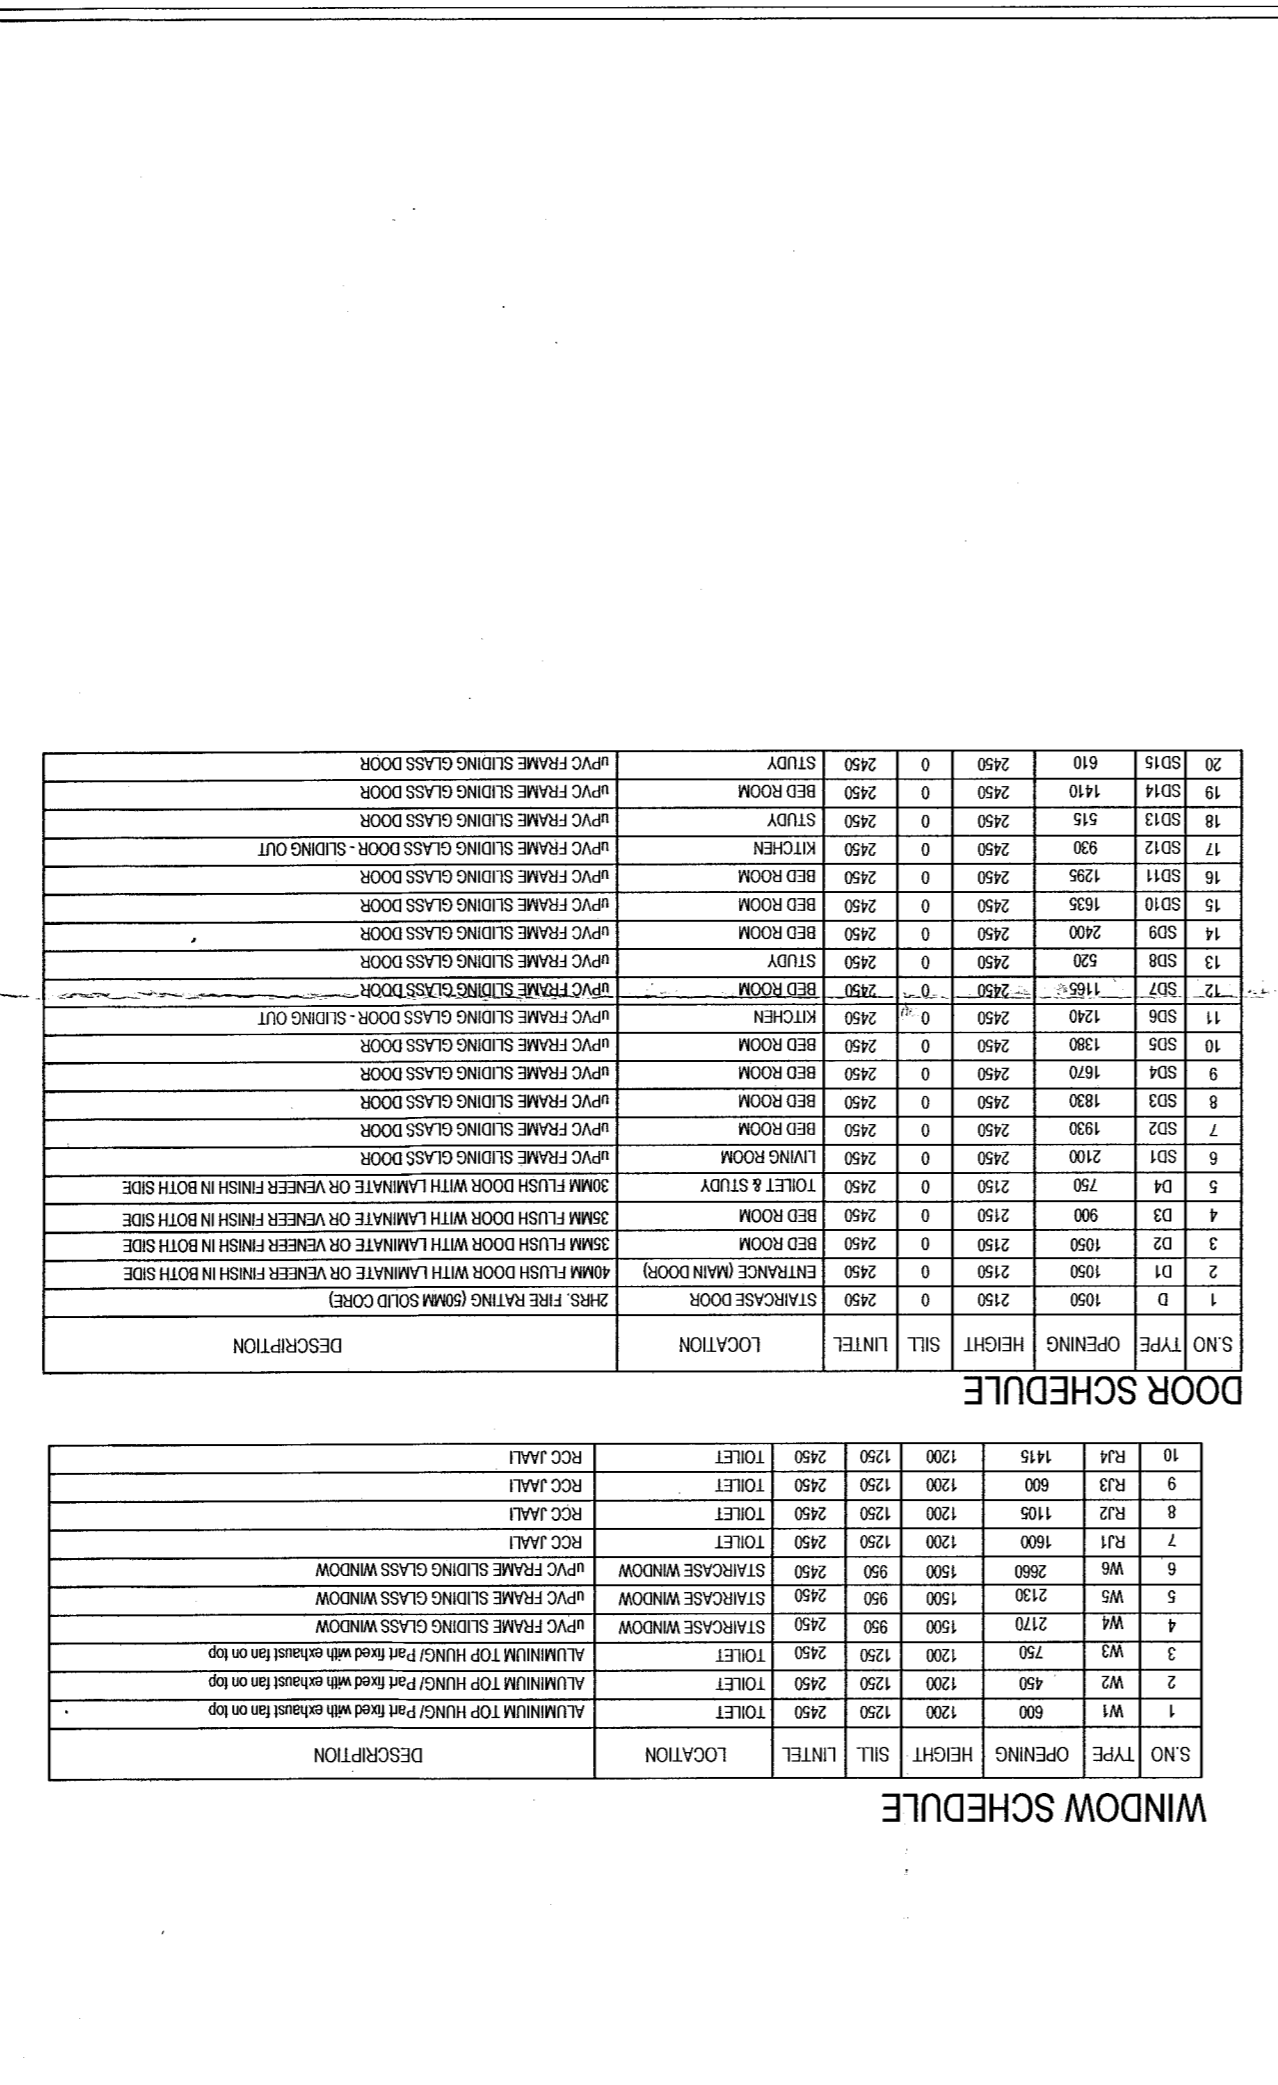 WINDOW SCHEDULE
S.NO TYPE OPENING HEIGHT SILL LINTEL LOCATION DESCRIPTION
1 W1 600 1200 1250 2450 TOILET ALUMINIUM TOP HUNG/ Part fixed with exhaust fan on top
2 W2 450 1200 1250 2450 TOILET ALUMINIUM TOP HUNG/ Part fixed with exhaust fan on top
3 W3 750 1200 1250 2450 TOILET ALUMINIUM TOP HUNG/ Part fixed with exhaust fan on top
4 W4 2170 1500 950 2450 STAIRCASE WINDOW uPVC FRAME SLIDING GLASS WINDOW
5 W5 2130 1500 950 2450 STAIRCASE WINDOW uPVC FRAME SLIDING GLASS WINDOW
6 W6 2660 1500 950 2450 STAIRCASE WINDOW uPVC FRAME SLIDING GLASS WINDOW
7 RJ1 1600 1200 1250 2450 TOILET RCC JAALI
8 RJ2 1105 1200 1250 2450 TOILET RCC JAALI
9 RJ3 600 1200 1250 2450 TOILET RCC JAALI
10 RJ4 1415 1200 1250 2450 TOILET RCC JAALI
DOOR SCHEDULE
S.NO TYPE OPENING HEIGHT SILL LINTEL LOCATION DESCRIPTION
1 D 1050 2150 0 2450 STAIRCASE DOOR 2HRS. FIRE RATING (50MM SOLID CORE)
2 D1 1050 2150 0 2450 ENTRANCE (MAIN DOOR) 40MM FLUSH DOOR WITH LAMINATE OR VENEER FINISH IN BOTH SIDE
3 D2 1050 2150 0 2450 BED ROOM 35MM FLUSH DOOR WITH LAMINATE OR VENEER FINISH IN BOTH SIDE
4 D3 900 2150 0 2450 BED ROOM 35MM FLUSH DOOR WITH LAMINATE OR VENEER FINISH IN BOTH SIDE
5 D4 750 2150 0 2450 TOILET & STUDY 30MM FLUSH DOOR WITH LAMINATE OR VENEER FINISH IN BOTH SIDE
6 SD1 2100 2450 0 2450 LIVING ROOM uPVC FRAME SLIDING GLASS DOOR
7 SD2 1930 2450 0 2450 BED ROOM uPVC FRAME SLIDING GLASS DOOR
8 SD3 1830 2450 0 2450 BED ROOM uPVC FRAME SLIDING GLASS DOOR
9 SD4 1670 2450 0 2450 BED ROOM uPVC FRAME SLIDING GLASS DOOR
10 SD5 1380 2450 0 2450 BED ROOM uPVC FRAME SLIDING GLASS DOOR
11 SD6 1240 2450 0 2450 KITCHEN uPVC FRAME SLIDING GLASS DOOR - SLIDING OUT
12 SD7 1165 2450 0 2450 BED ROOM uPVC FRAME SLIDING GLASS DOOR
13 SD8 520 2450 0 2450 STUDY uPVC FRAME SLIDING GLASS DOOR
14 SD9 2400 2450 0 2450 BED ROOM uPVC FRAME SLIDING GLASS DOOR
15 SD10 1635 2450 0 2450 BED ROOM uPVC FRAME SLIDING GLASS DOOR
16 SD11 1295 2450 0 2450 BED ROOM uPVC FRAME SLIDING GLASS DOOR
17 SD12 930 2450 0 2450 KITCHEN uPVC FRAME SLIDING GLASS DOOR - SLIDING OUT
18 SD13 515 2450 0 2450 STUDY uPVC FRAME SLIDING GLASS DOOR
19 SD14 1410 2450 0 2450 BED ROOM uPVC FRAME SLIDING GLASS DOOR
20 SD15 610 2450 0 2450 STUDY uPVC FRAME SLIDING GLASS DOOR